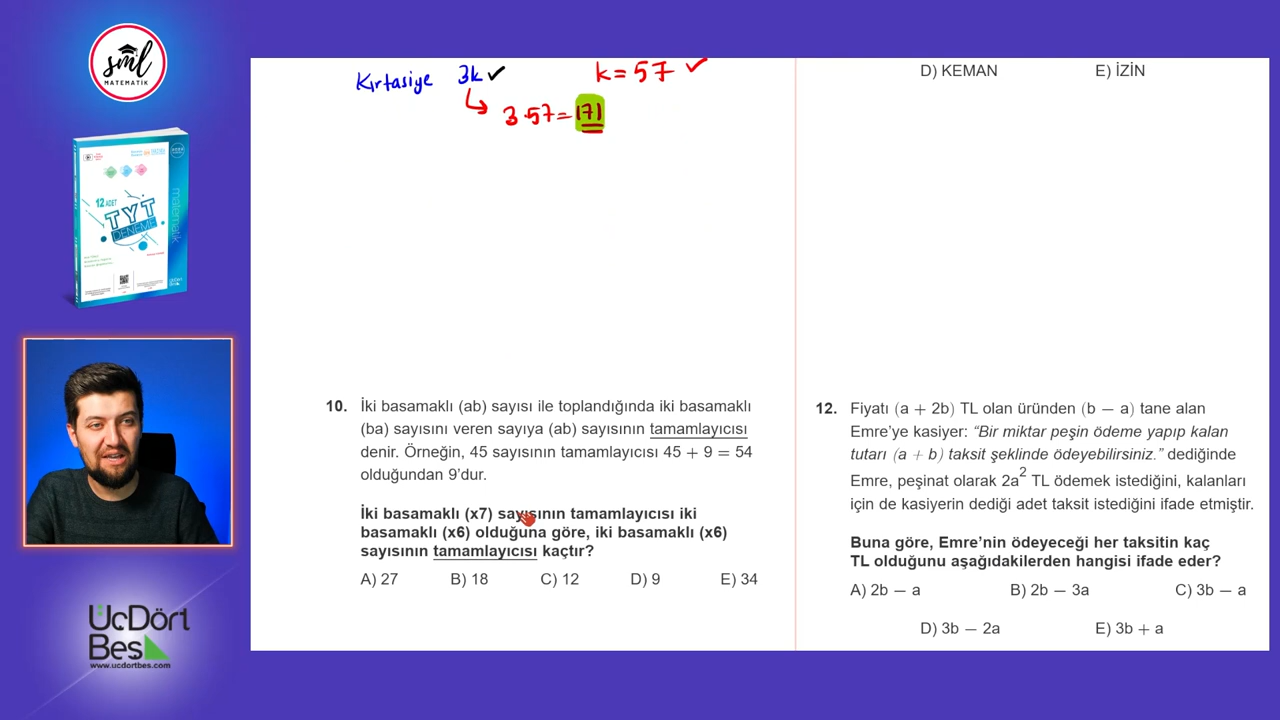 sml
MATEMATİK
12 ADET
TYT
DENEME
matematik
ÜçDört
Beş
www.ucdortbes.com
Kırtasiye 3k ✓ k = 57 ✓
3·57 = 171
10. İki basamaklı (ab) sayısı ile toplandığında iki basamaklı
(ba) sayısını veren sayıya (ab) sayısının tamamlayıcısı
denir. Örneğin, 45 sayısının tamamlayıcısı 45 + 9 = 54
olduğundan 9’dur.
İki basamaklı (x7) sayısının tamamlayıcısı iki
basamaklı (x6) olduğuna göre, iki basamaklı (x6)
sayısının tamamlayıcısı kaçtır?
A) 27 B) 18 C) 12 D) 9 E) 34
D) KEMAN E) İZİN
12. Fiyatı (a + 2b) TL olan üründen (b – a) tane alan
Emre’ye kasiyer: “Bir miktar peşin ödeme yapıp kalan
tutarı (a + b) taksit şeklinde ödeyebilirsiniz.” dediğinde
Emre, peşinat olarak 2a² TL ödemek istediğini, kalanları
için de kasiyerin dediği adet taksit istediğini ifade etmiştir.
Buna göre, Emre’nin ödeyeceği her taksitin kaç
TL olduğunu aşağıdakilerden hangisi ifade eder?
A) 2b – a B) 2b – 3a C) 3b – a
D) 3b – 2a E) 3b + a